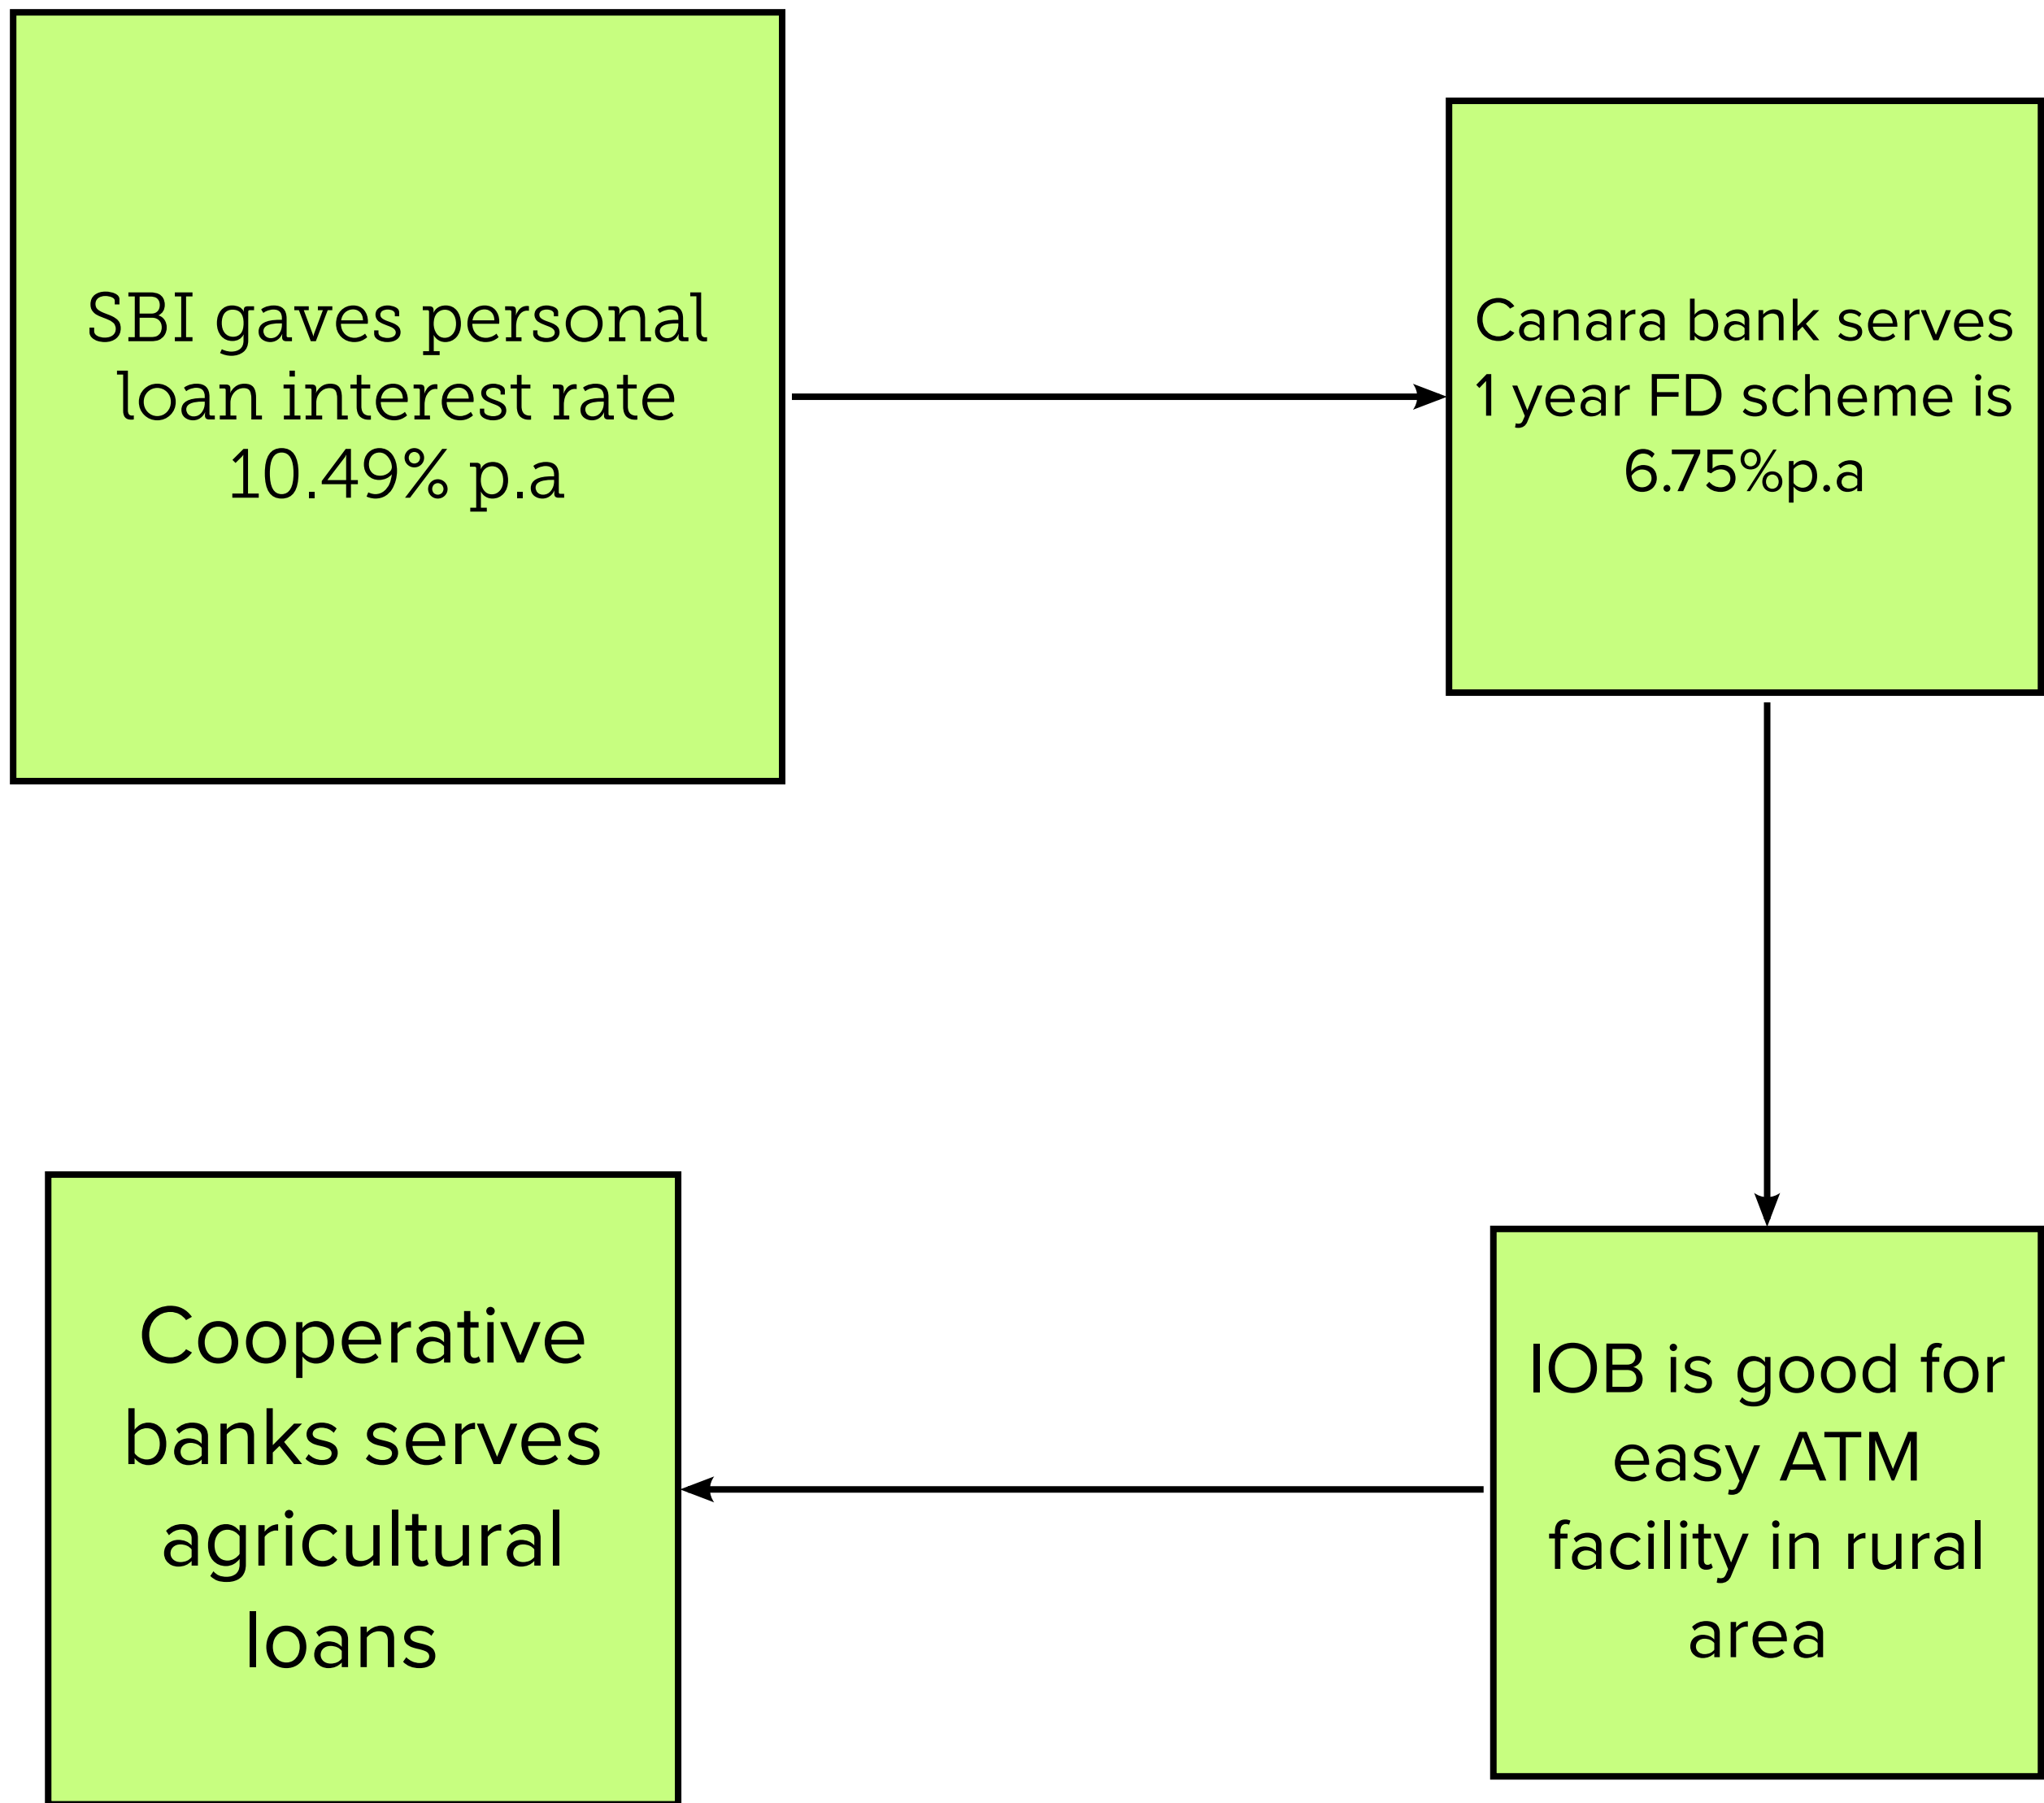 SBI gaves personal
loan interest rate
10.49% p.a
Canara bank serves
1 year FD scheme is
6.75%p.a
IOB is good for
easy ATM
facility in rural
area
Cooperative
banks serves
agricultural
loans